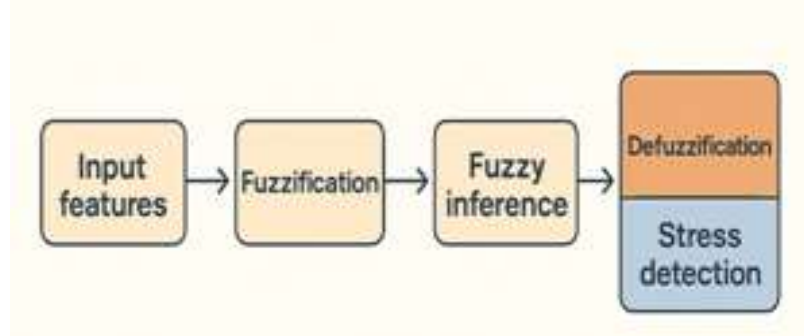 Input
features
Fuzzification
Fuzzy
inference
Defuzzification
Stress
detection